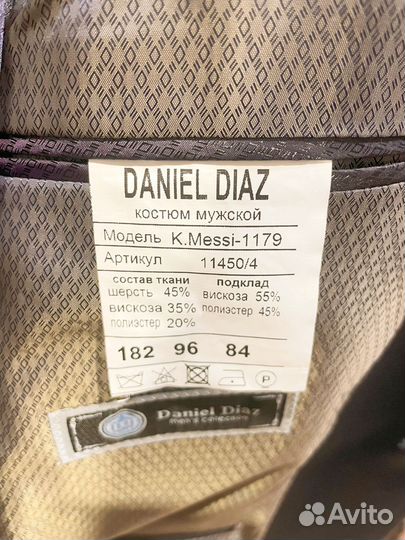 DANIEL DIAZ
костюм мужской
Модель K.Messi-1179
Артикул 11450/4
состав ткани подклад
шерсть 45% вискоза 55%
вискоза 35% полиэстер 45%
полиэстер 20%
182 96 84
P
Daniel Diaz
Men's Collection
Avito